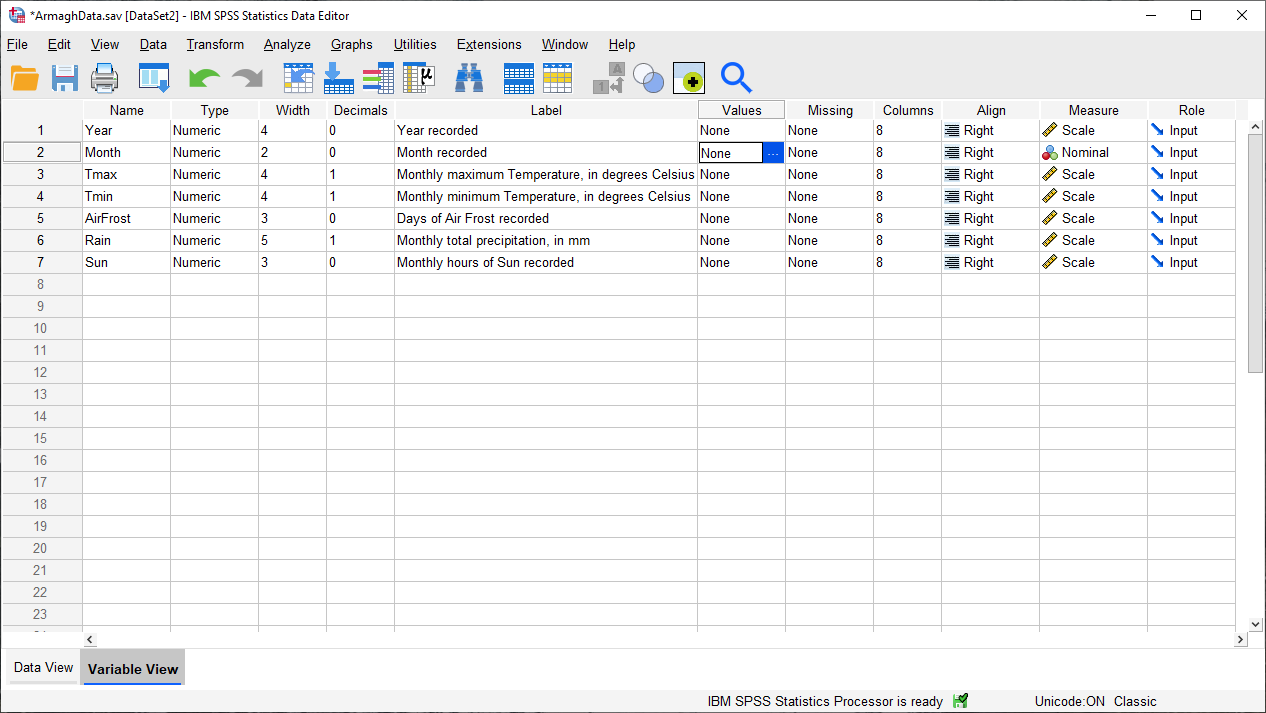 *ArmaghData.sav [DataSet2] - IBM SPSS Statistics Data Editor
File Edit View Data Transform Analyze Graphs Utilities Extensions Window Help
Name Type Width Decimals Label Values Missing Columns Align Measure Role
1 Year Numeric 4 0 Year recorded None None 8 Right Scale Input
2 Month Numeric 2 0 Month recorded None ... None 8 Right Nominal Input
3 Tmax Numeric 4 1 Monthly maximum Temperature, in degrees Celsius None None 8 Right Scale Input
4 Tmin Numeric 4 1 Monthly minimum Temperature, in degrees Celsius None None 8 Right Scale Input
5 AirFrost Numeric 3 0 Days of Air Frost recorded None None 8 Right Scale Input
6 Rain Numeric 5 1 Monthly total precipitation, in mm None None 8 Right Scale Input
7 Sun Numeric 3 0 Monthly hours of Sun recorded None None 8 Right Scale Input
8
9
10
11
12
13
14
15
16
17
18
19
20
21
22
23
Data View Variable View
IBM SPSS Statistics Processor is ready Unicode:ON Classic